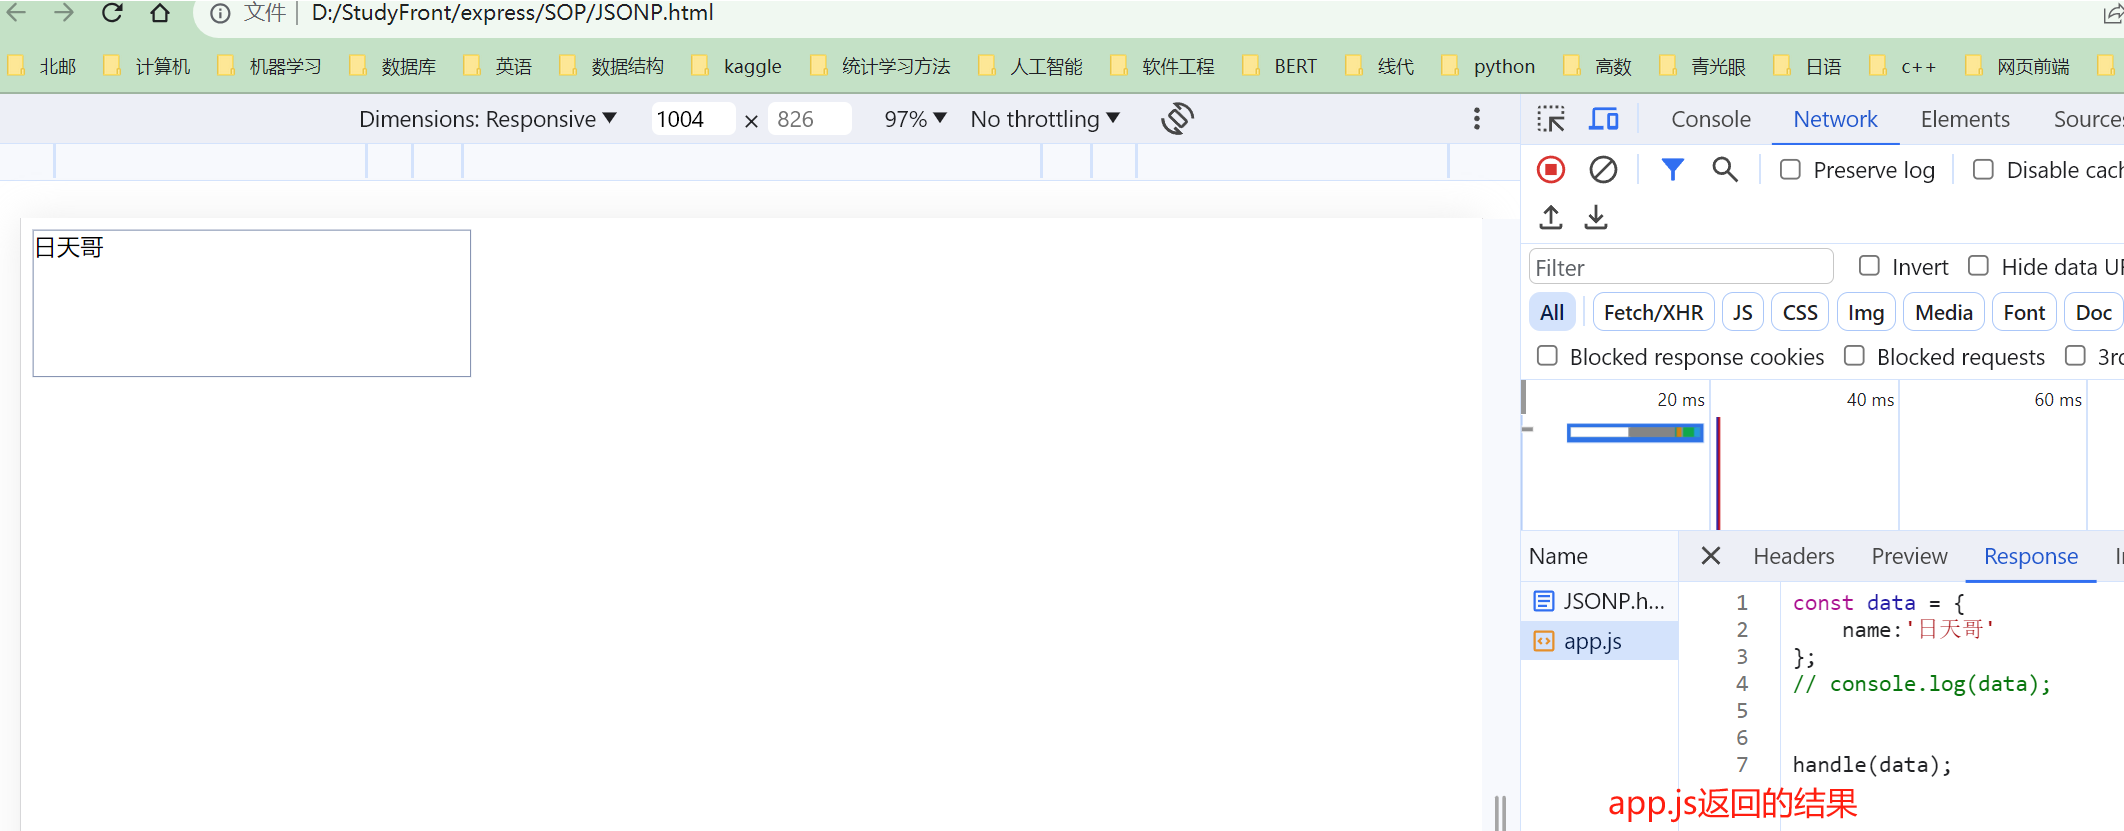 文件 D:/StudyFront/express/SOP/JSONP.html
北邮 计算机 机器学习 数据库 英语 数据结构 kaggle 统计学习方法 人工智能 软件工程 BERT 线代 python 高数 青光眼 日语 c++ 网页前端
Dimensions: Responsive 1004 × 826 97% No throttling
日天哥
Console Network Elements Sources
Preserve log Disable cach
Filter Invert Hide data UR
All Fetch/XHR JS CSS Img Media Font Doc
Blocked response cookies Blocked requests 3rd
20 ms 40 ms 60 ms
Name Headers Preview Response
JSONP.h...
app.js
1 const data = {
2 name:'日天哥'
3 };
4 // console.log(data);
5
6
7 handle(data);
app.js返回的结果